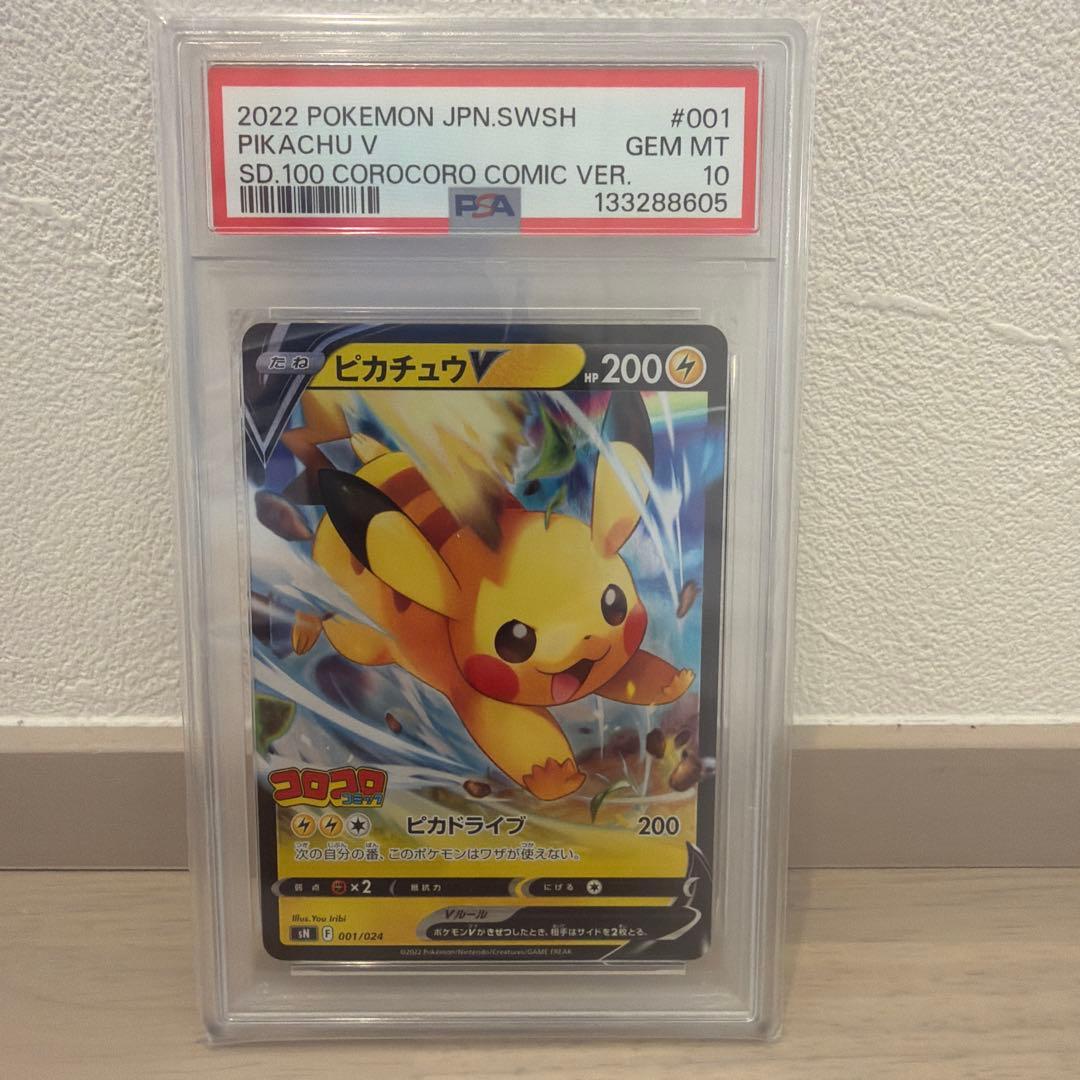 2022 POKEMON JPN.SWSH #001
PIKACHU V GEM MT
SD.100 COROCORO COMIC VER. 10
PSA 133288605
たね ピカチュウV HP 200
コロコロ
コミック
ピカドライブ 200
次の自分の番、このポケモンはワザが使えない。
弱点 ×2 抵抗力 にげる
Illus.You Iribi
Vルール
sN F 001/024
ポケモンVがきぜつしたとき、相手はサイドを2枚とる。
©2022 Pokémon/Nintendo/Creatures/GAME FREAK